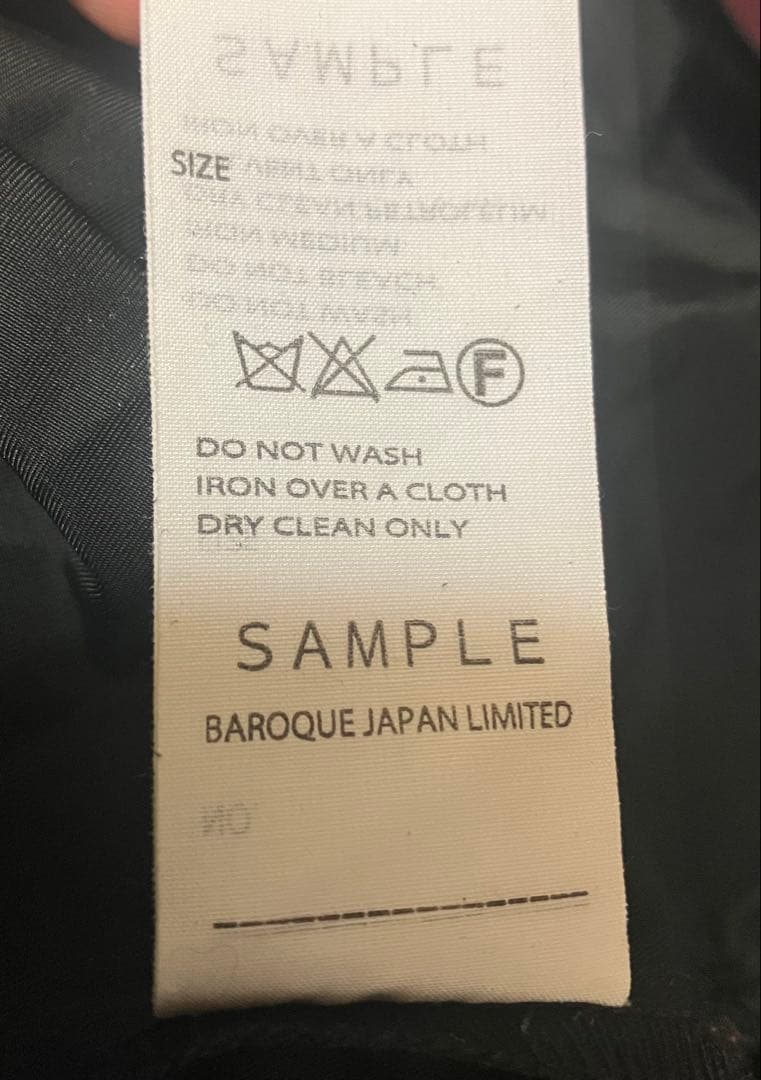 SIZE
F
DO NOT WASH
IRON OVER A CLOTH
DRY CLEAN ONLY
SAMPLE
BAROQUE JAPAN LIMITED